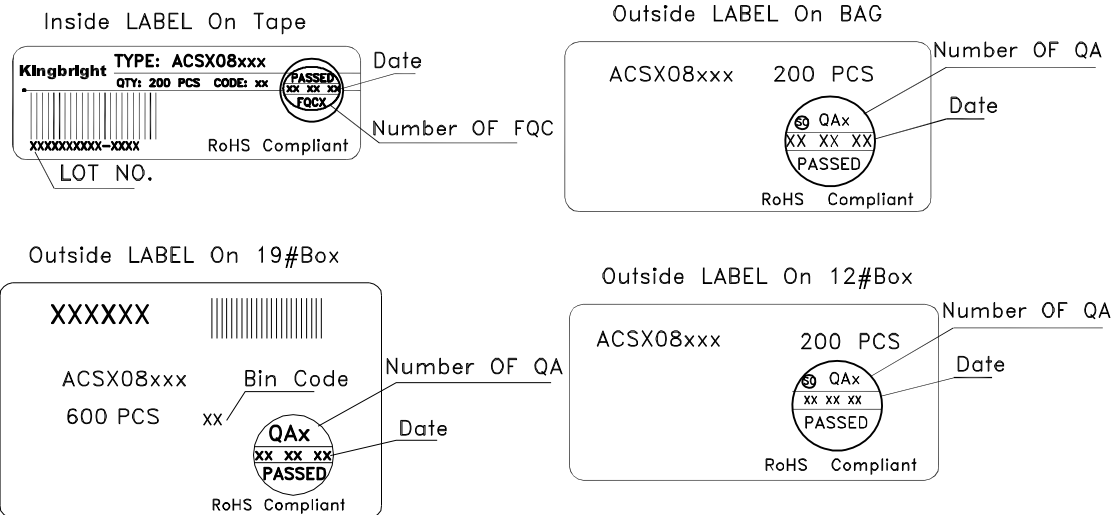 Inside LABEL On Tape
Kingbright
TYPE: ACSX08xxx
QTY: 200 PCS CODE: xx
PASSED
xx xx xx
FQCX
xxxxxxxxxx-xxxx
RoHS Compliant
Date
Number OF FQC
LOT NO.
Outside LABEL On BAG
ACSX08xxx 200 PCS
SQ QAx
XX XX XX
PASSED
RoHS Compliant
Number OF QA
Date
Outside LABEL On 19#Box
XXXXXX
ACSX08xxx
Bin Code
600 PCS
xx
QAx
xx xx xx
PASSED
RoHS Compliant
Number OF QA
Date
Outside LABEL On 12#Box
ACSX08xxx 200 PCS
SQ QAx
xx xx xx
PASSED
RoHS Compliant
Number OF QA
Date